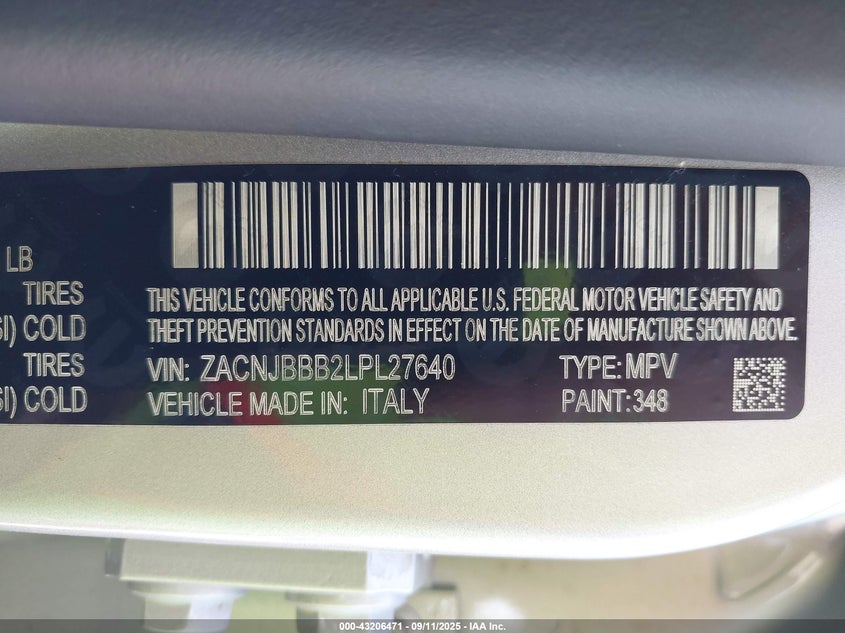 LB
TIRES
SI) COLD
TIRES
SI) COLD
THIS VEHICLE CONFORMS TO ALL APPLICABLE U.S. FEDERAL MOTOR VEHICLE SAFETY AND
THEFT PREVENTION STANDARDS IN EFFECT ON THE DATE OF MANUFACTURE SHOWN ABOVE.
VIN: ZACNJBBB2LPL27640 TYPE: MPV
VEHICLE MADE IN: ITALY PAINT: 348
000-43206471 - 09/11/2025 - IAA Inc.